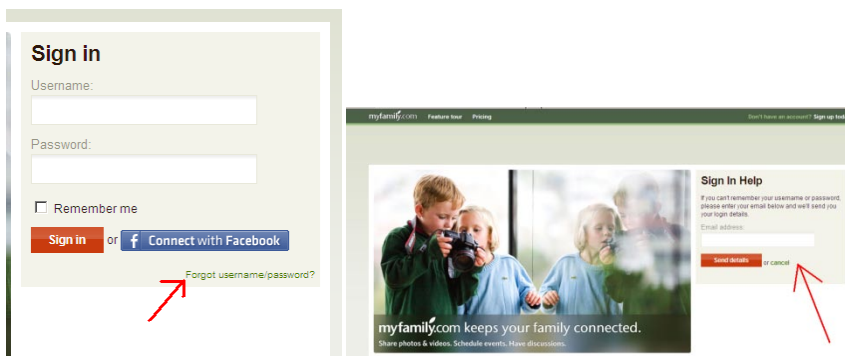 Sign in
Username:
Password:
Remember me
Sign in or f Connect with Facebook
Forgot username/password?
myfamily.com Feature tour Pricing
Don't have an account? Sign up tod
Sign In Help
If you can't remember your username or password,
please enter your email below and we'll send you
your login details.
Email address:
Send details or cancel
myfamily.com keeps your family connected.
Share photos & videos. Schedule events. Have discussions.